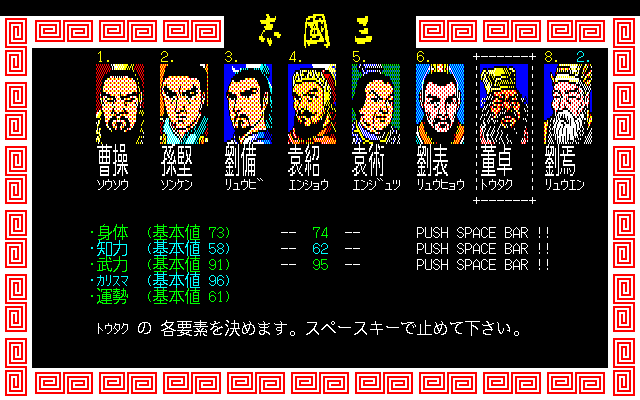 志國三
1. 2. 3. 4. 5. 6. 8. 2.
曹操 孫堅 劉備 袁紹 袁術 劉表 董卓 劉焉
ソウソウ ソンケン リュウビ エンショウ エンジュツ リュウヒョウ トウタク リュウエン
・身体 (基本値 73) -- 74 -- PUSH SPACE BAR !!
・知力 (基本値 58) -- 62 -- PUSH SPACE BAR !!
・武力 (基本値 91) -- 95 -- PUSH SPACE BAR !!
・カリスマ (基本値 96)
・運勢 (基本値 61)
トウタク の 各要素を決めます。スペースキーで止めて下さい。